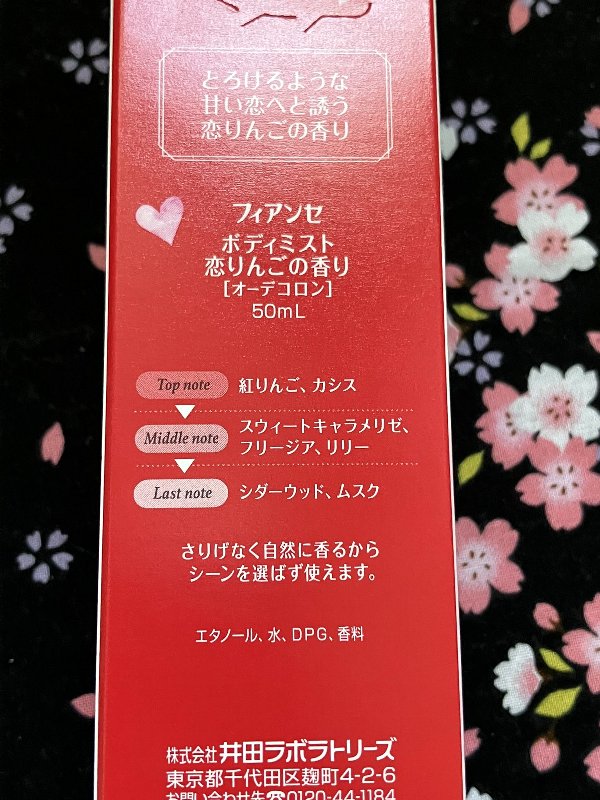 とろけるような
甘い恋へと誘う
恋りんごの香り
フィアンセ
ボディミスト
恋りんごの香り
[オーデコロン]
50mL
Top note 紅りんご、カシス
Middle note スウィートキャラメリゼ、
フリージア、リリー
Last note シダーウッド、ムスク
さりげなく自然に香るから
シーンを選ばず使えます。
エタノール、水、DPG、香料
株式会社 井田ラボラトリーズ
東京都千代田区麹町4-2-6
お問い合わせ先☎0120-44-1184